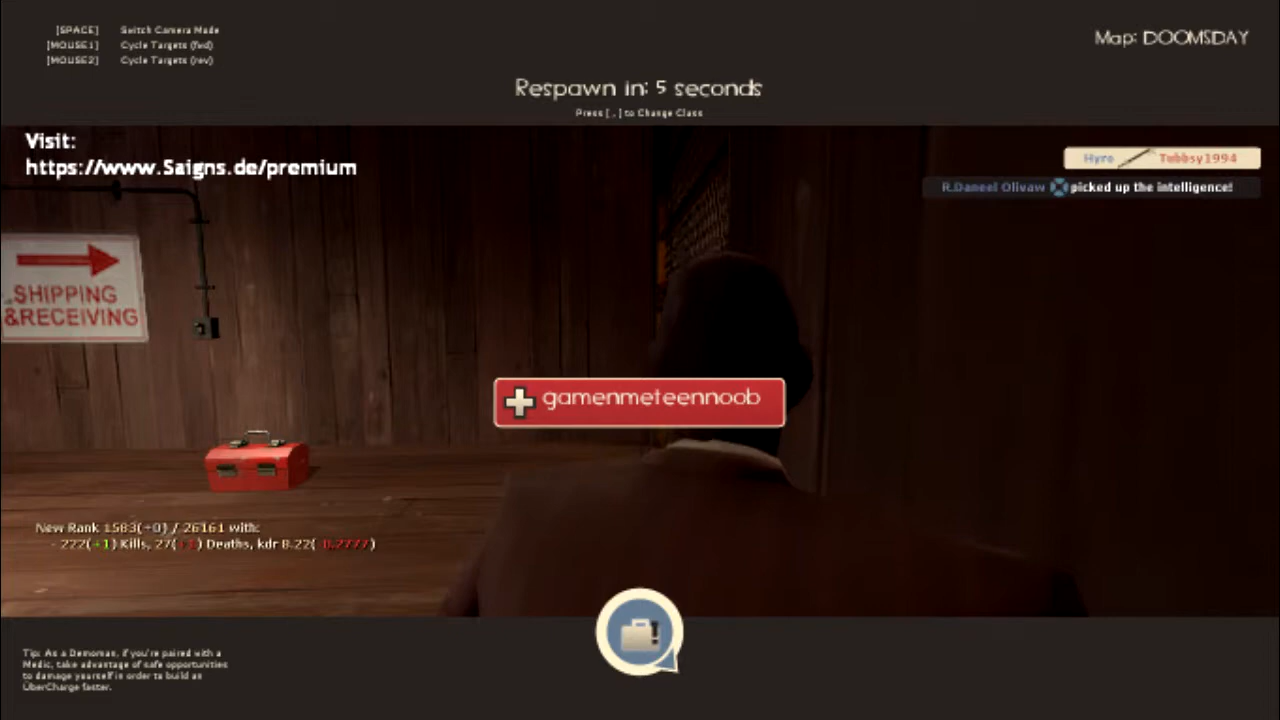 [SPACE] Switch Camera Mode
[MOUSE1] Cycle Targets (fwd)
[MOUSE2] Cycle Targets (rev)
Map: DOOMSDAY
Respawn in: 5 seconds
Press [ , ] to Change Class
Visit:
https://www.Saigns.de/premium
Hyro Tubbsy1994
R.Daneel Olivaw picked up the intelligence!
SHIPPING
&RECEIVING
gamenmeteennoob
New Rank 1583(+0) / 26161 with:
- 222(+1) Kills, 27(+1) Deaths, kdr 8.22(-0.2777)
Tip: As a Demoman, if you're paired with a
Medic, take advantage of safe opportunities
to damage yourself in order to build an
ÜberCharge faster.